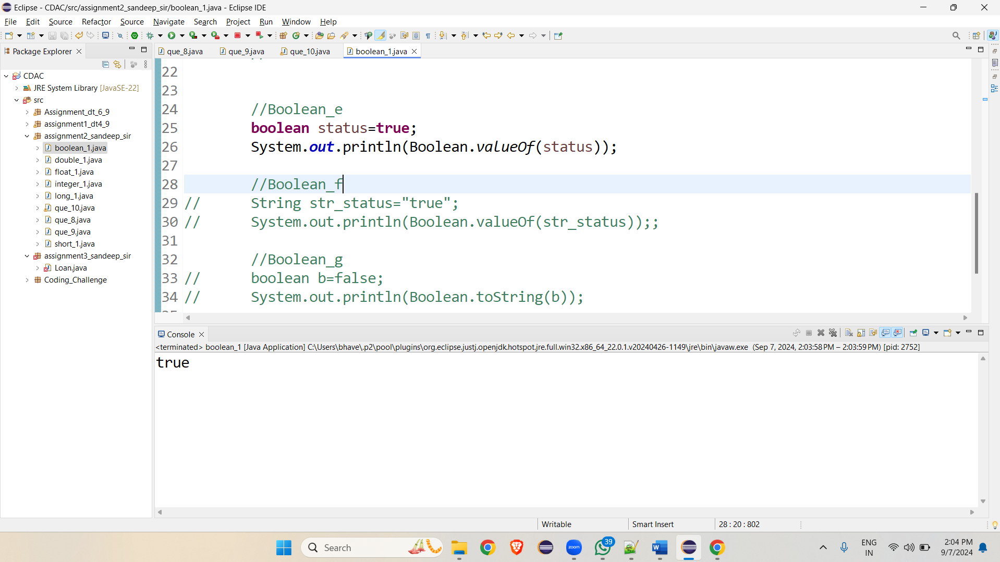 Eclipse - CDAC/src/assignment2_sandeep_sir/boolean_1.java - Eclipse IDE
File Edit Source Refactor Source Navigate Search Project Run Window Help
Package Explorer
que_8.java que_9.java que_10.java boolean_1.java
CDAC
JRE System Library [JavaSE-22]
src
Assignment_dt_6_9
assignment1_dt4_9
assignment2_sandeep_sir
boolean_1.java
double_1.java
float_1.java
integer_1.java
long_1.java
que_10.java
que_8.java
que_9.java
short_1.java
assignment3_sandeep_sir
Loan.java
Coding_Challenge
22
23
24 //Boolean_e
25 boolean status=true;
26 System.out.println(Boolean.valueOf(status));
27
28 //Boolean_f
29 // String str_status="true";
30 // System.out.println(Boolean.valueOf(str_status));;
31
32 //Boolean_g
33 // boolean b=false;
34 // System.out.println(Boolean.toString(b));
Console
<terminated> boolean_1 [Java Application] C:\Users\bhave\.p2\pool\plugins\org.eclipse.justj.openjdk.hotspot.jre.full.win32.x86_64_22.0.1.v20240426-1149\jre\bin\javaw.exe (Sep 7, 2024, 2:03:58 PM – 2:03:59 PM) [pid: 2752]
true
Writable Smart Insert 28 : 20 : 802
Search
zoom
39
W
ENG
IN
2:04 PM
9/7/2024